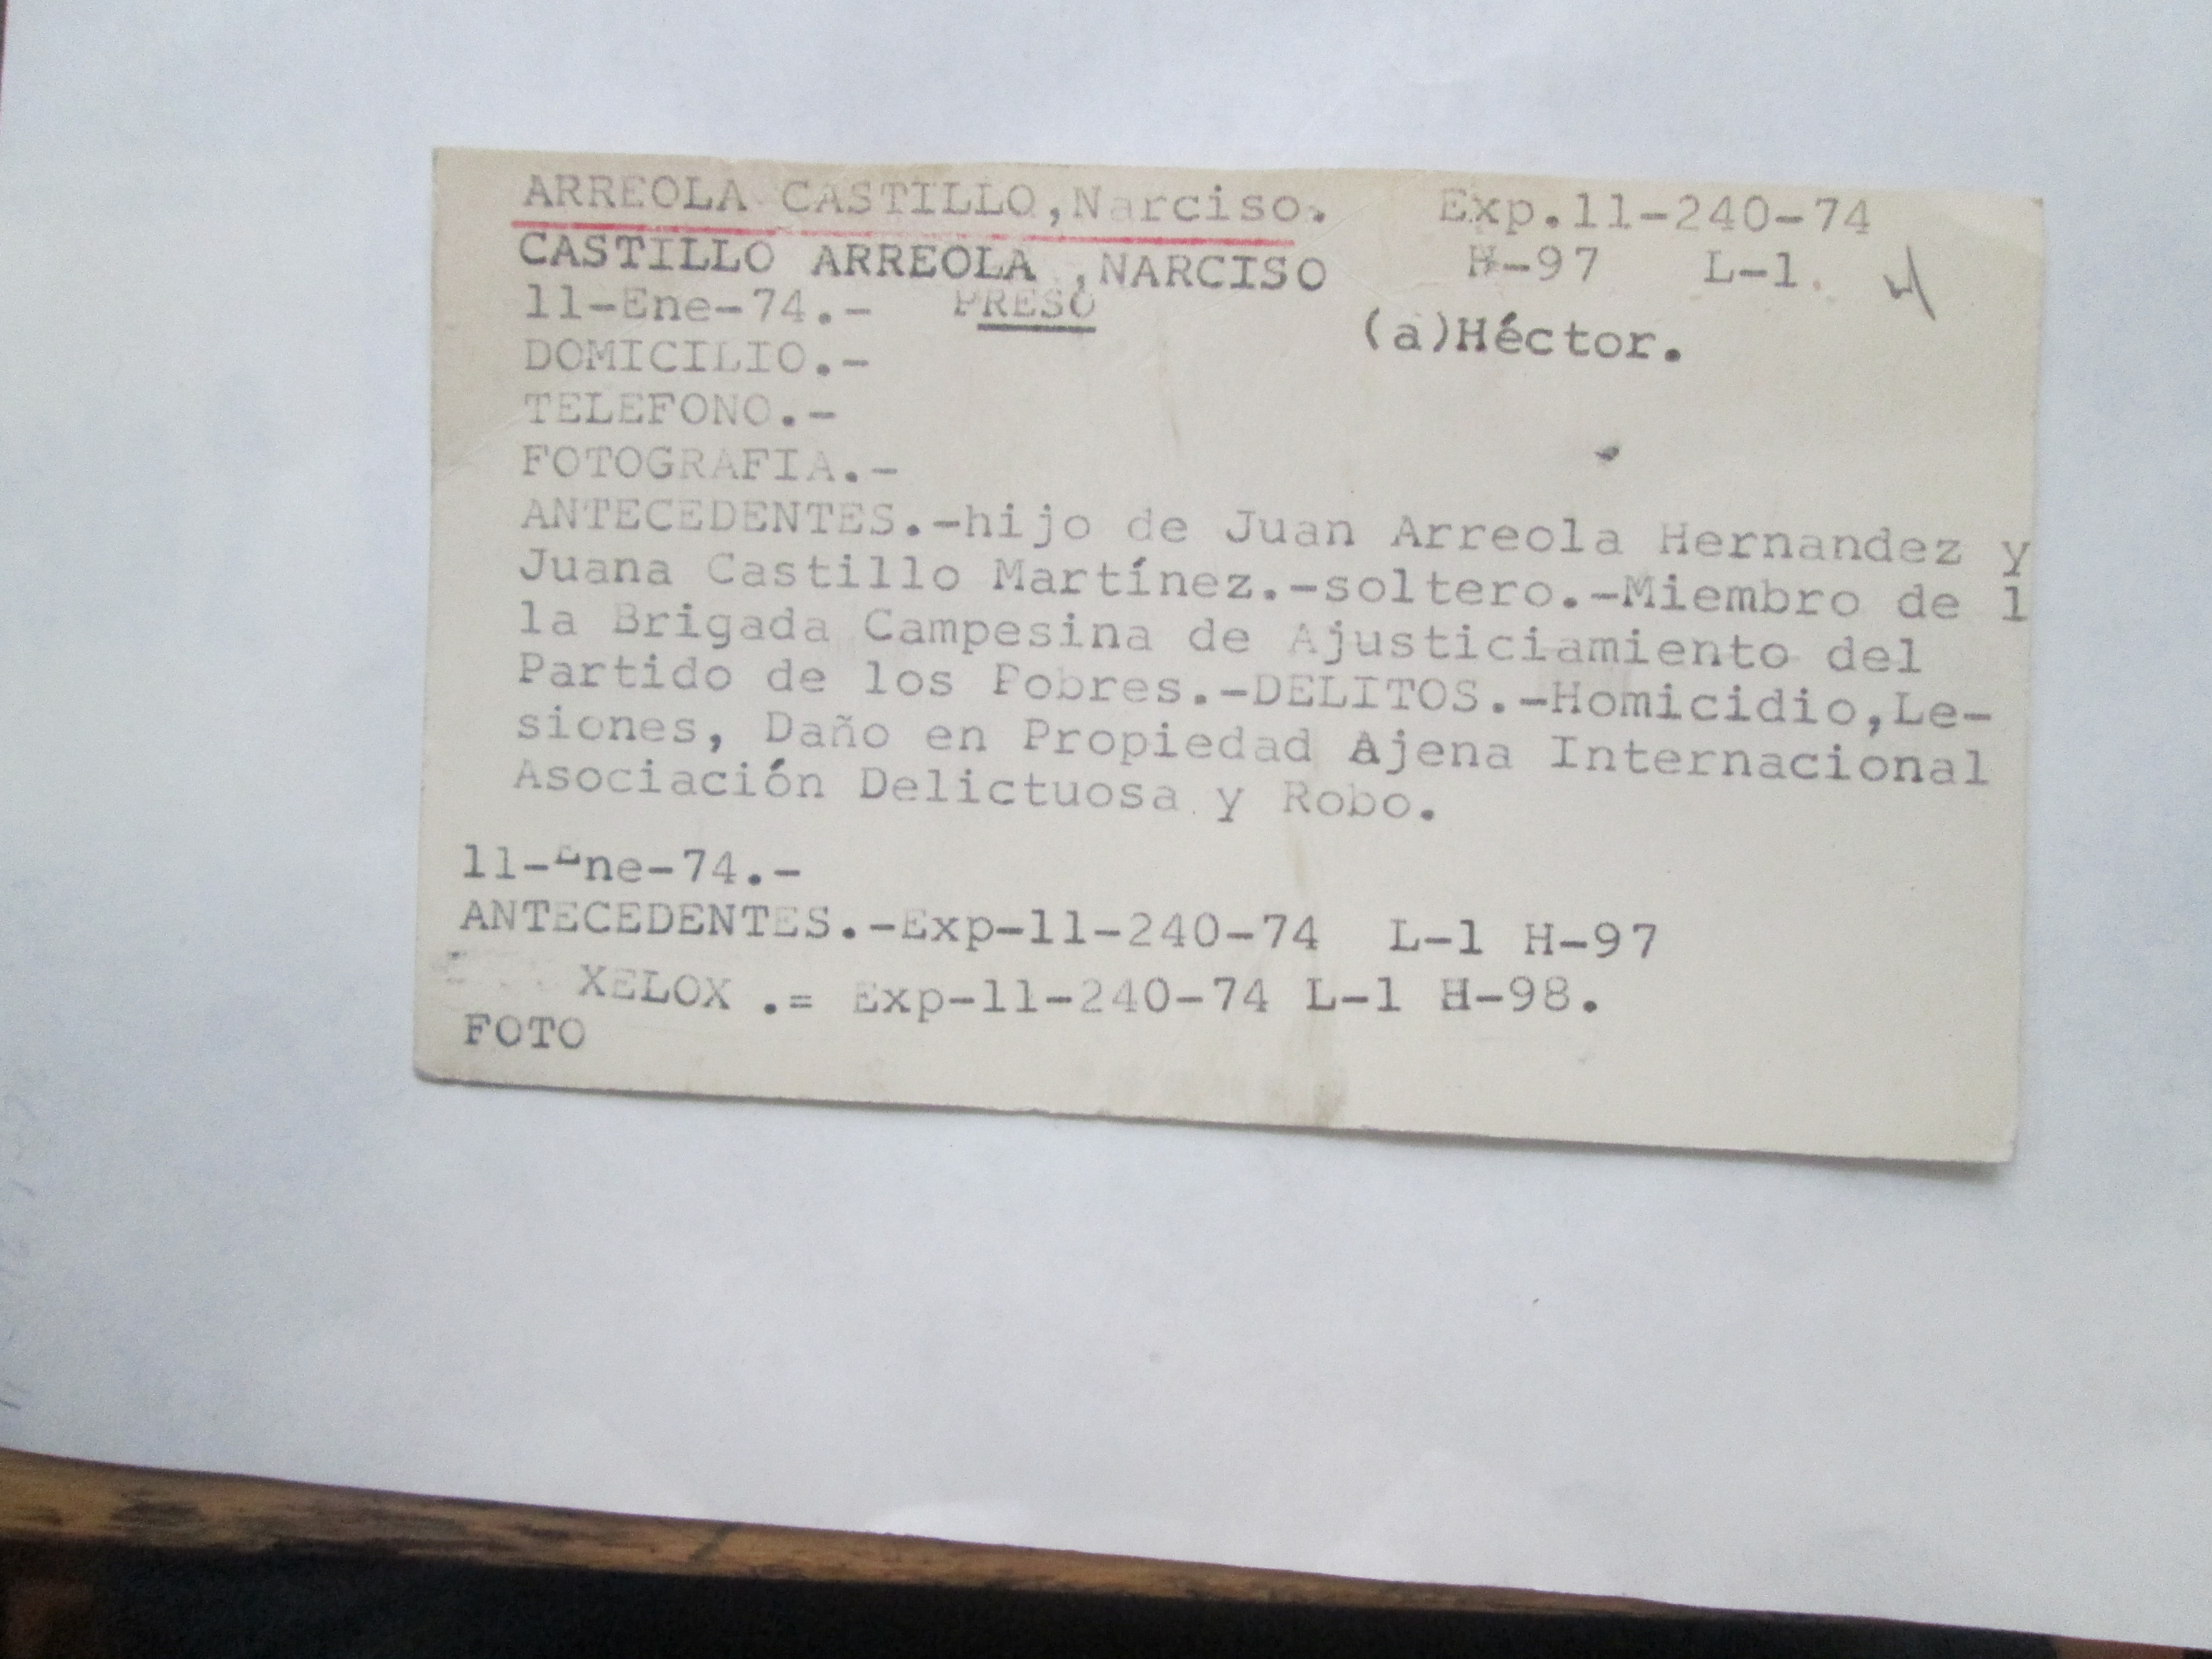 ARREOLA CASTILLO,Narciso. Exp.11-240-74
CASTILLO ARREOLA ,NARCISO H-97 L-1.
11-Ene-74.- PRESO (a)Héctor.
DOMICILIO.-
TELEFONO.-
FOTOGRAFIA.-
ANTECEDENTES.-hijo de Juan Arreola Hernandez y
Juana Castillo Martínez.-soltero.-Miembro de l
la Brigada Campesina de Ajusticiamiento del
Partido de los Pobres.-DELITOS.-Homicidio,Le-
siones, Daño en Propiedad Ajena Internacional
Asociación Delictuosa y Robo.
11-Ene-74.-
ANTECEDENTES.-Exp-11-240-74 L-1 H-97
XELOX .= Exp-11-240-74 L-1 H-98.
FOTO